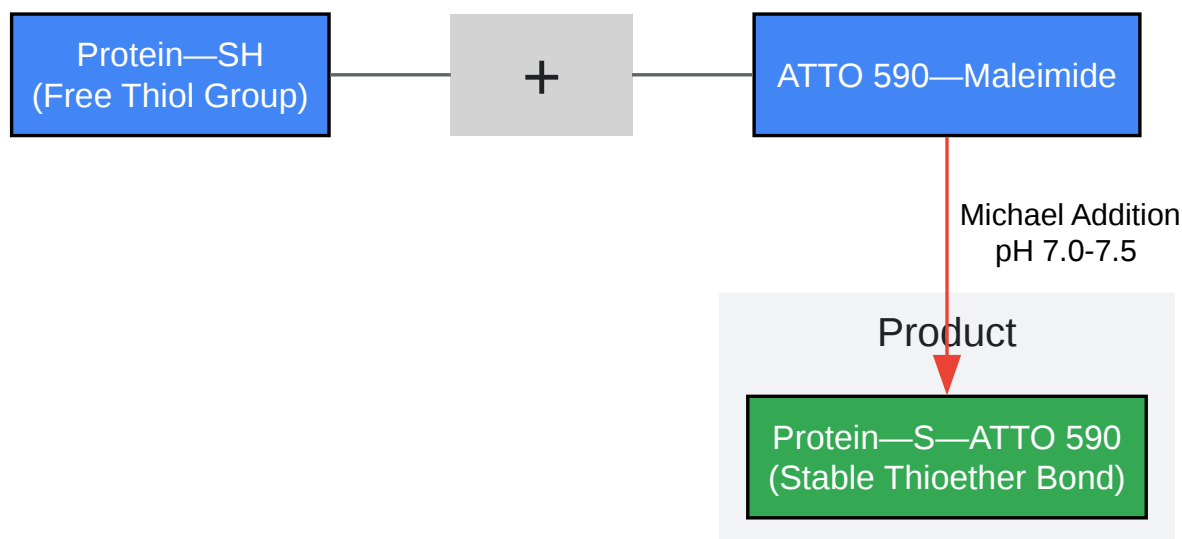 Protein—SH
(Free Thiol Group)
+
ATTO 590—Maleimide
Michael Addition
pH 7.0-7.5
Product
Protein—S—ATTO 590
(Stable Thioether Bond)